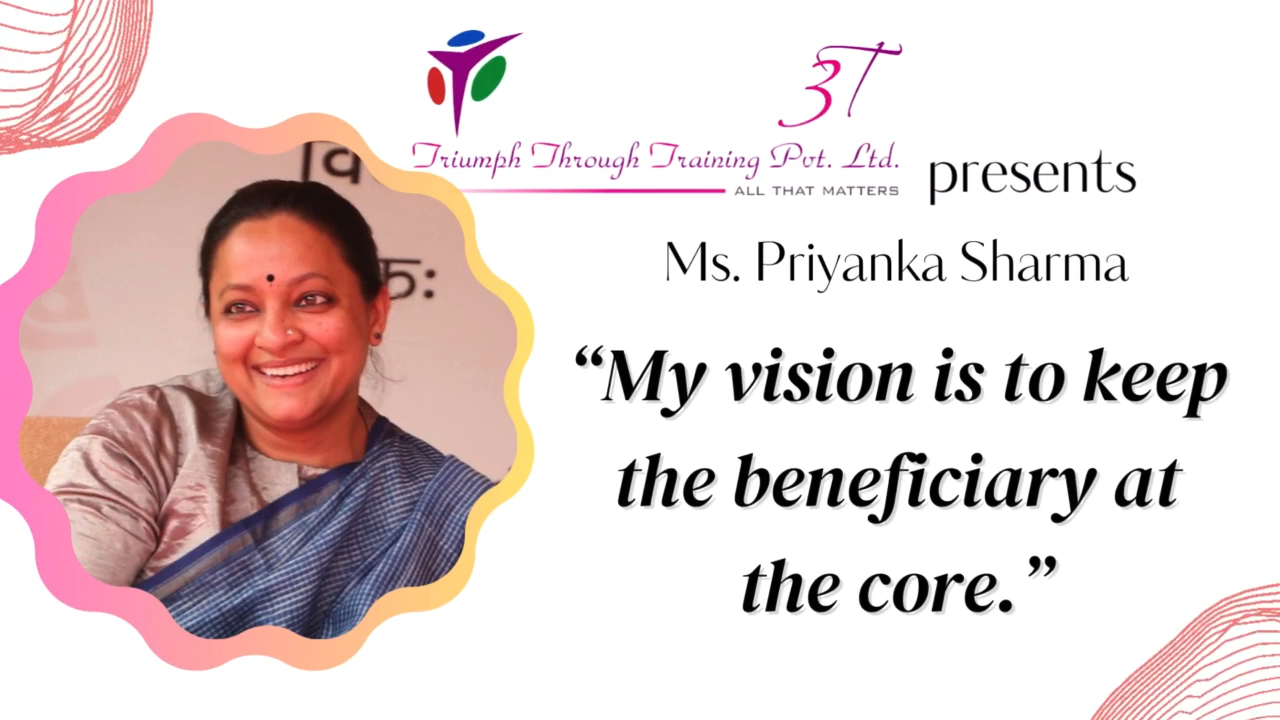 3T
Triumph Through Training Pvt. Ltd.
ALL THAT MATTERS
presents
Ms. Priyanka Sharma
“My vision is to keep
the beneficiary at
the core.”